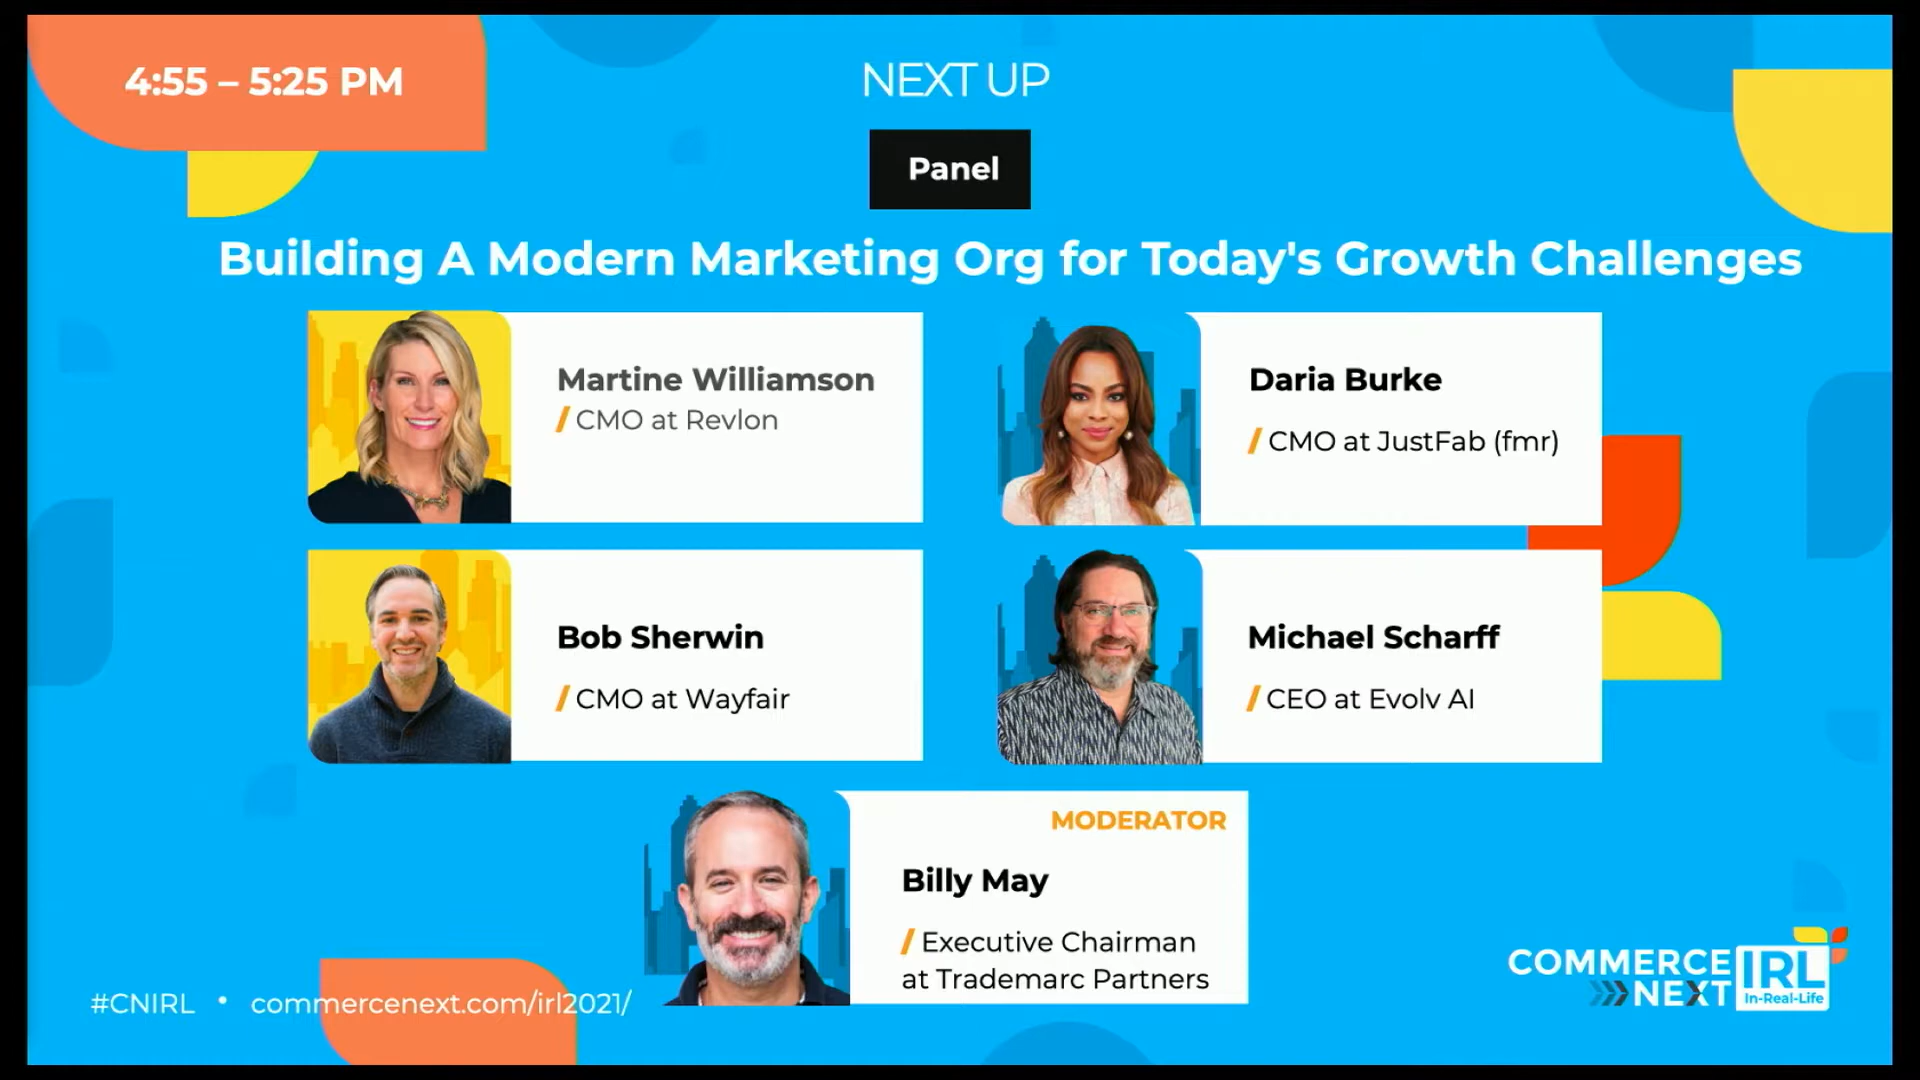 4:55 – 5:25 PM
NEXT UP
Panel
Building A Modern Marketing Org for Today's Growth Challenges
Martine Williamson
/ CMO at Revlon
Daria Burke
/ CMO at JustFab (fmr)
Bob Sherwin
/ CMO at Wayfair
Michael Scharff
/ CEO at Evolv AI
MODERATOR
Billy May
/ Executive Chairman
at Trademarc Partners
#CNIRL • commercenext.com/irl2021/
COMMERCE
NEXT
IRL
In-Real-Life